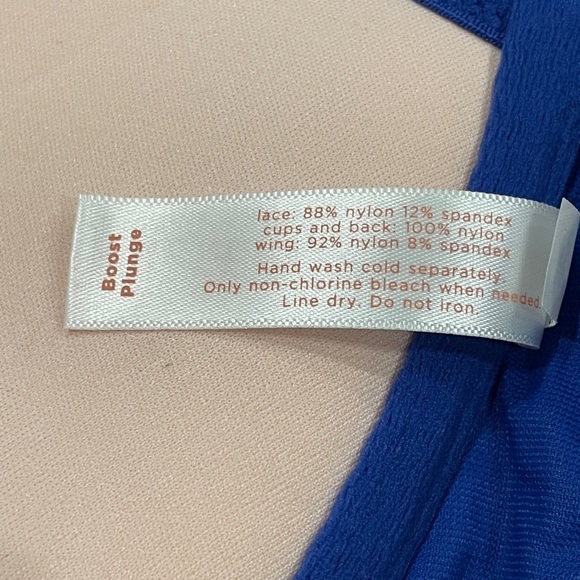 Boost
Plunge
lace: 88% nylon 12% spandex
cups and back: 100% nylon
wing: 92% nylon 8% spandex
Hand wash cold separately.
Only non-chlorine bleach when needed.
Line dry. Do not iron.